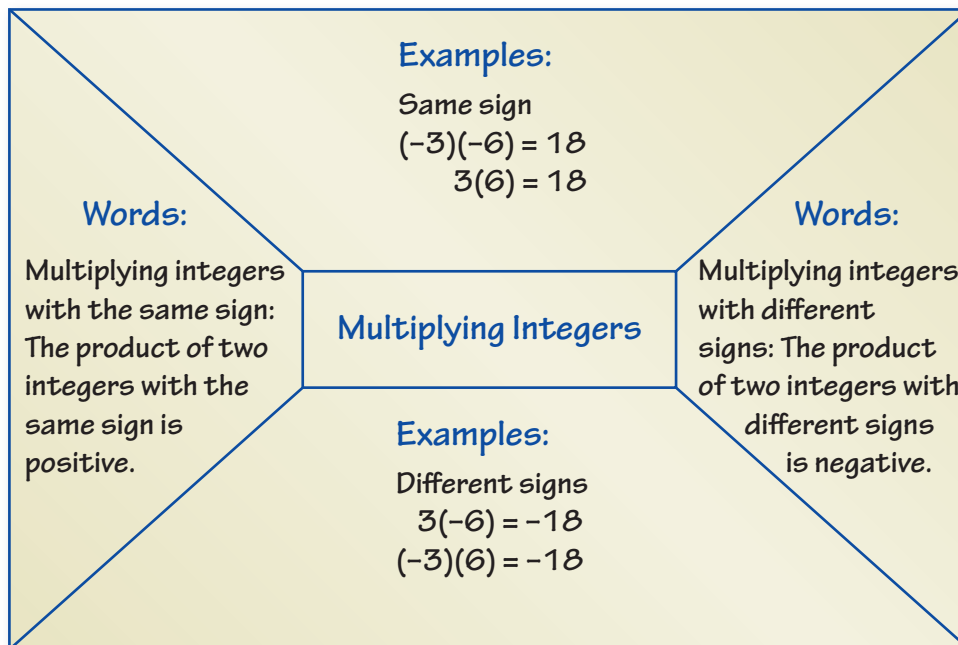 Examples:
Same sign
(–3)(–6) = 18
3(6) = 18
Words:
Multiplying integers
with the same sign:
The product of two
integers with the
same sign is
positive.
Multiplying Integers
Words:
Multiplying integers
with different
signs: The product
of two integers with
different signs
is negative.
Examples:
Different signs
3(–6) = –18
(–3)(6) = –18